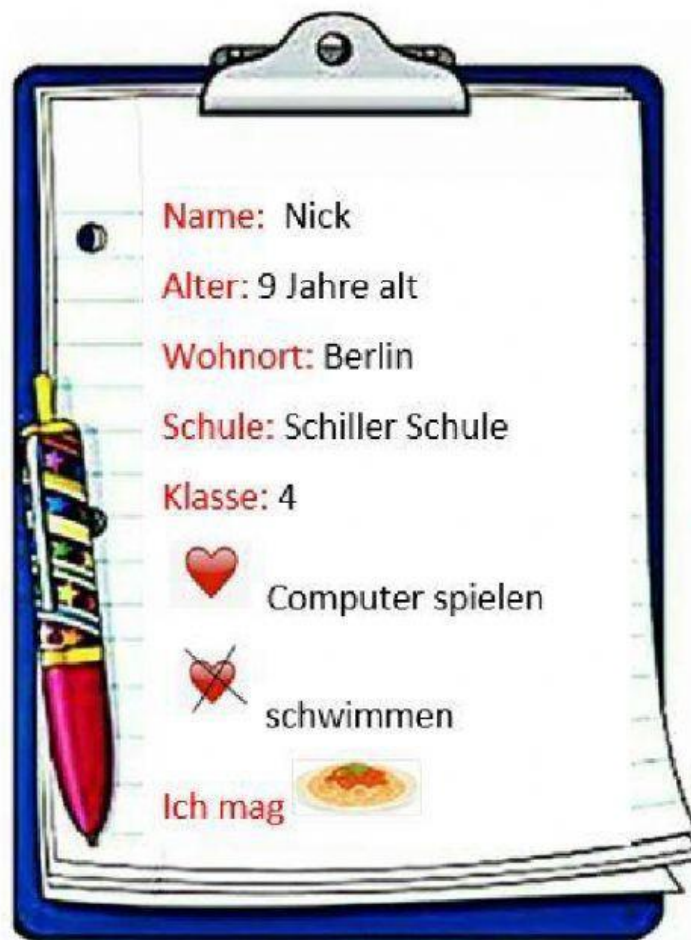 Name: Nick
Alter: 9 Jahre alt
Wohnort: Berlin
Schule: Schiller Schule
Klasse: 4
Computer spielen
schwimmen
Ich mag